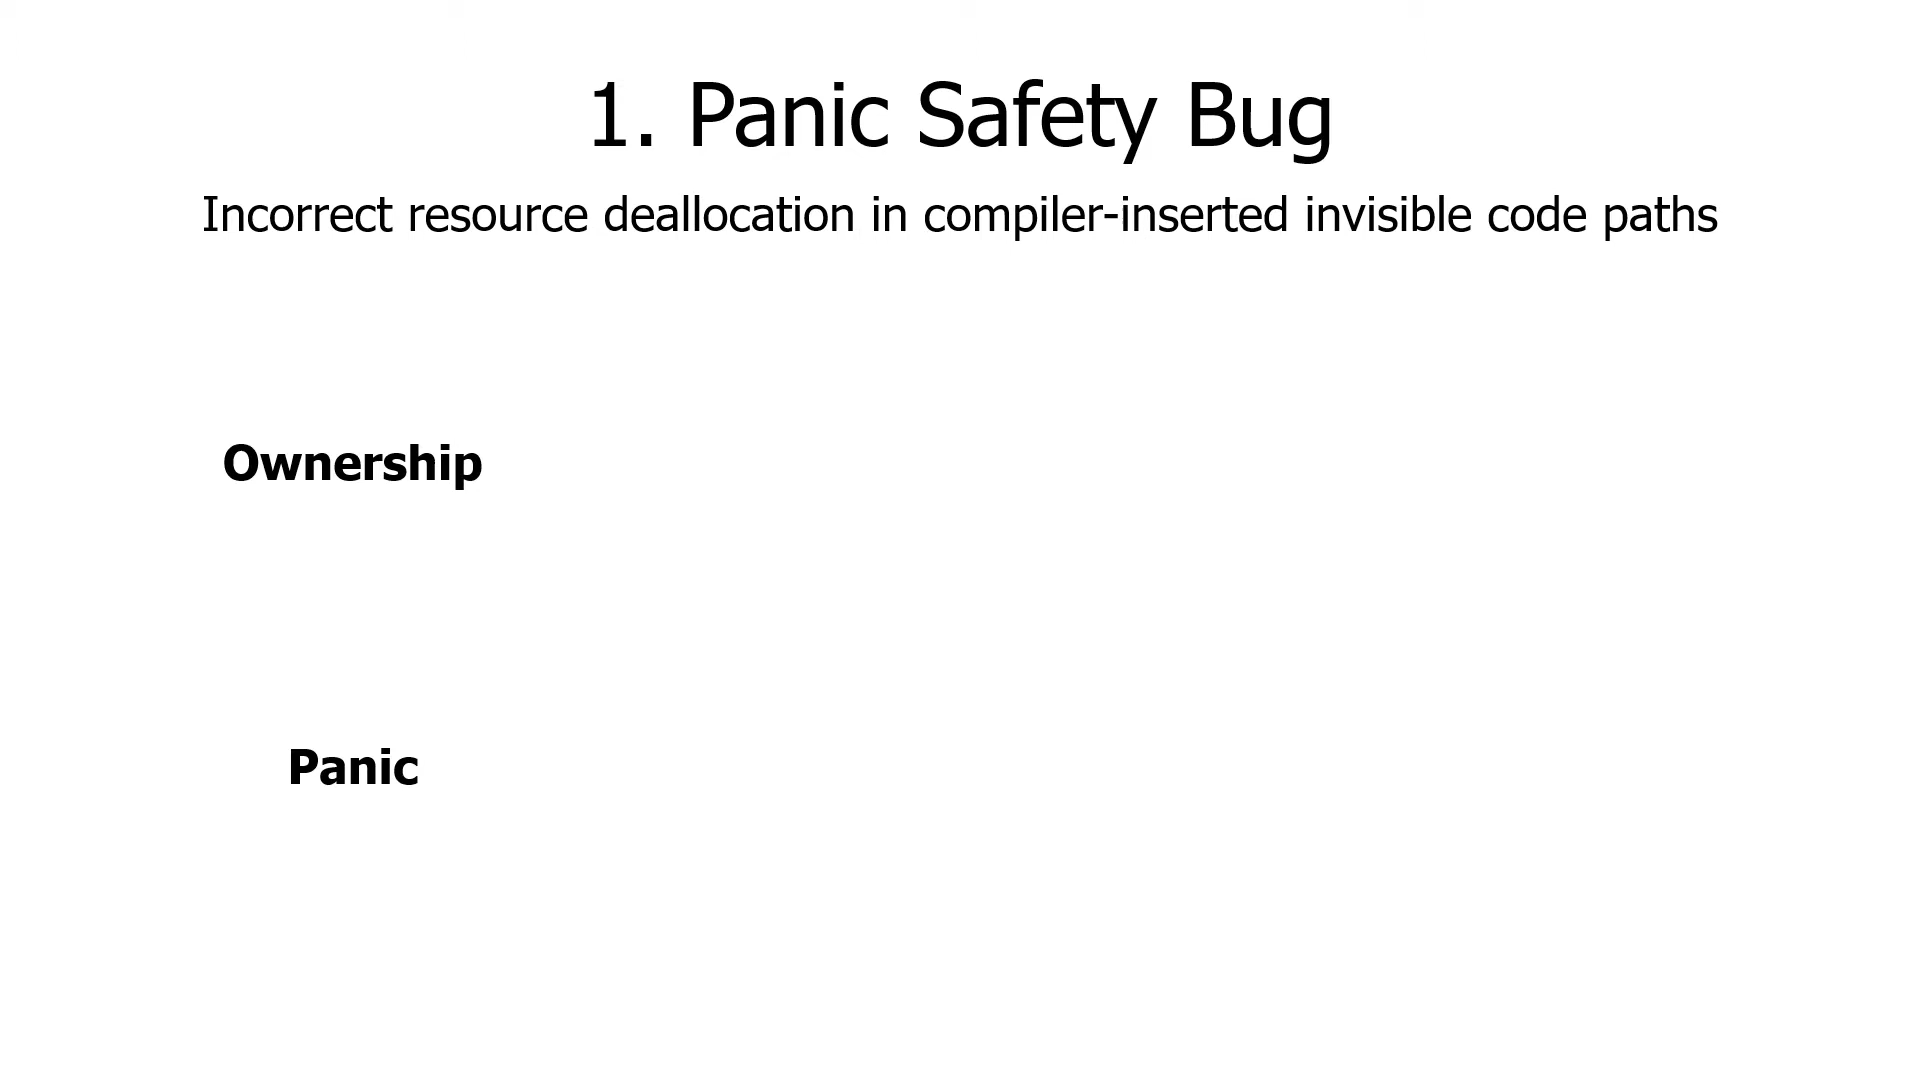 1. Panic Safety Bug
Incorrect resource deallocation in compiler-inserted invisible code paths
Ownership
Panic